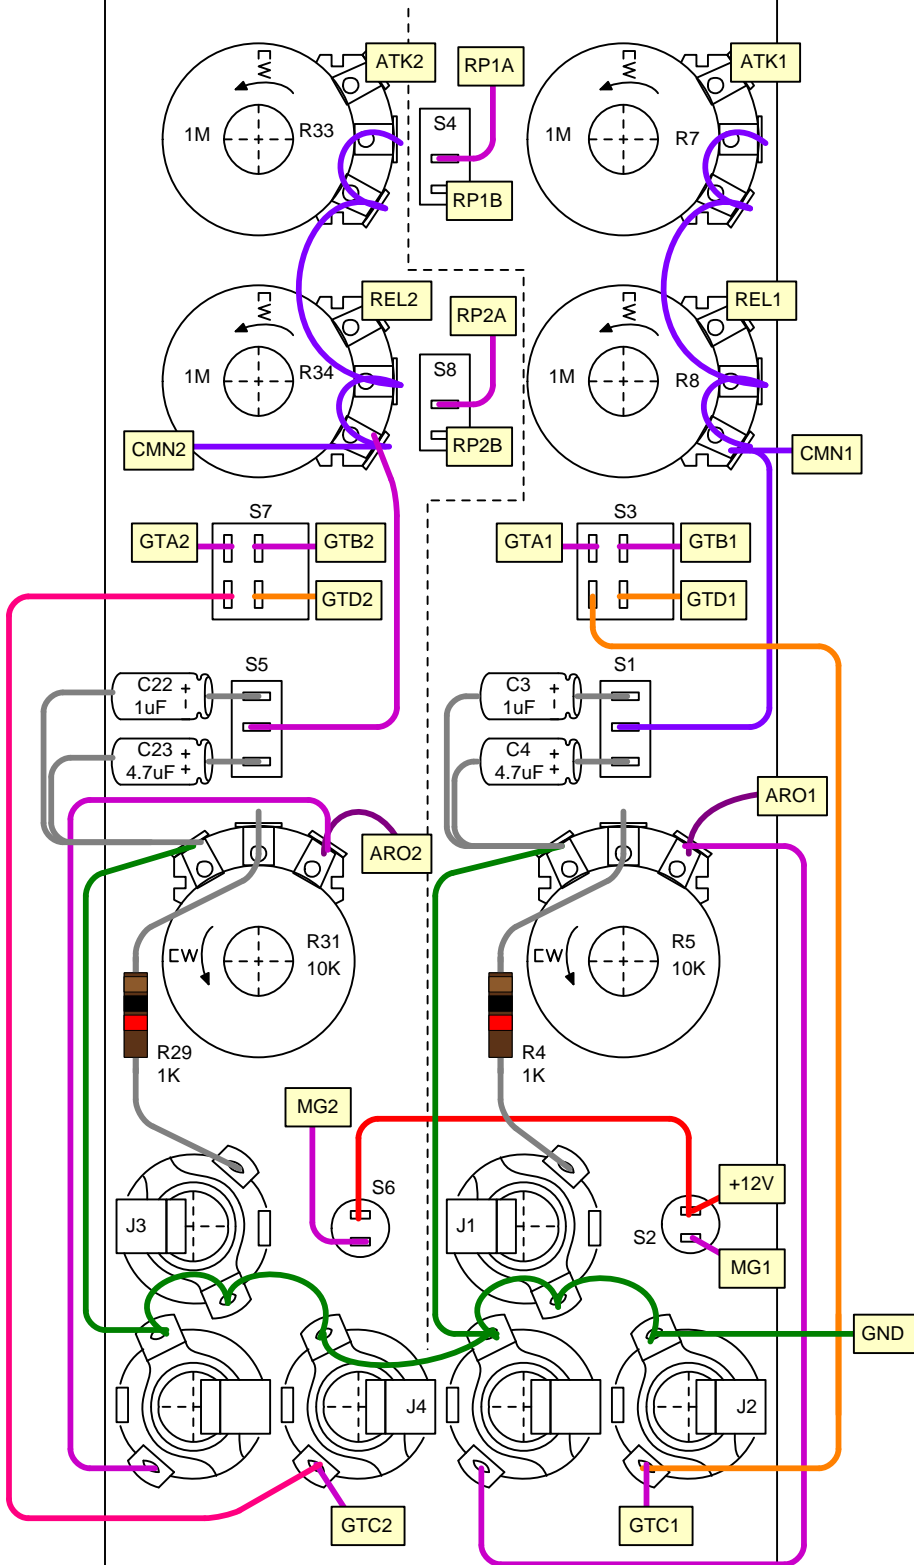 ATK2
RP1A
ATK1
CW
CW
1M
R33
S4
1M
R7
RP1B
REL2
RP2A
REL1
CW
CW
1M
R34
S8
1M
R8
CMN2
RP2B
CMN1
S7
S3
GTA2
GTB2
GTA1
GTB1
GTD2
GTD1
S5
S1
C22
1uF
+
-
C3
1uF
+
-
C23
4.7uF
+
+
C4
4.7uF
+
+
ARO1
ARO2
CW
R31
10K
CW
R5
10K
R29
1K
R4
1K
MG2
+12V
S6
J3
J1
S2
MG1
GND
J4
J2
GTC2
GTC1